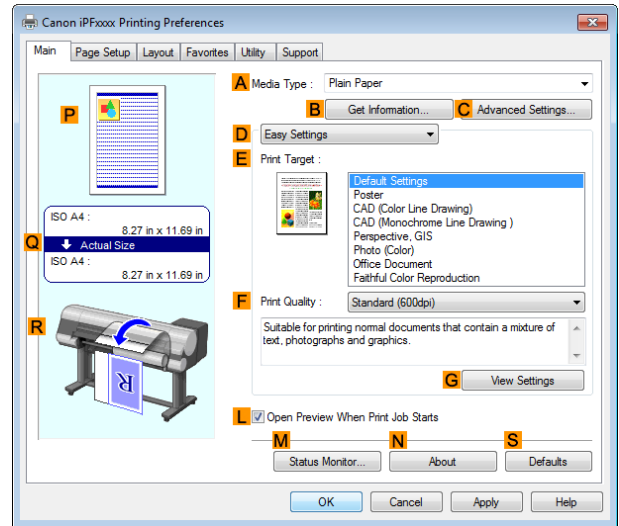 Canon iPFxxxx Printing Preferences
Main Page Setup Layout Favorites Utility Support
A Media Type : Plain Paper
B Get Information... C Advanced Settings...
D Easy Settings
E Print Target :
Default Settings
Poster
CAD (Color Line Drawing)
CAD (Monochrome Line Drawing )
Perspective, GIS
Photo (Color)
Office Document
Faithful Color Reproduction
F Print Quality : Standard (600dpi)
Suitable for printing normal documents that contain a mixture of
text, photographs and graphics.
G View Settings
L Open Preview When Print Job Starts
M Status Monitor... N About S Defaults
P
Q
ISO A4 :
8.27 in x 11.69 in
Actual Size
ISO A4 :
8.27 in x 11.69 in
R
R
OK Cancel Apply Help